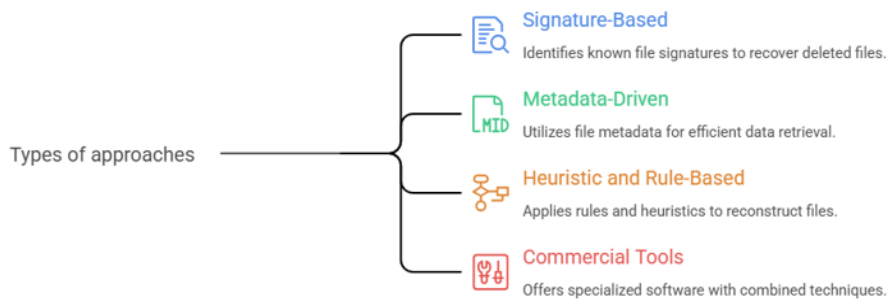 Signature-Based
Identifies known file signatures to recover deleted files.
Metadata-Driven
MID
Utilizes file metadata for efficient data retrieval.
Types of approaches
Heuristic and Rule-Based
Applies rules and heuristics to reconstruct files.
Commercial Tools
Offers specialized software with combined techniques.